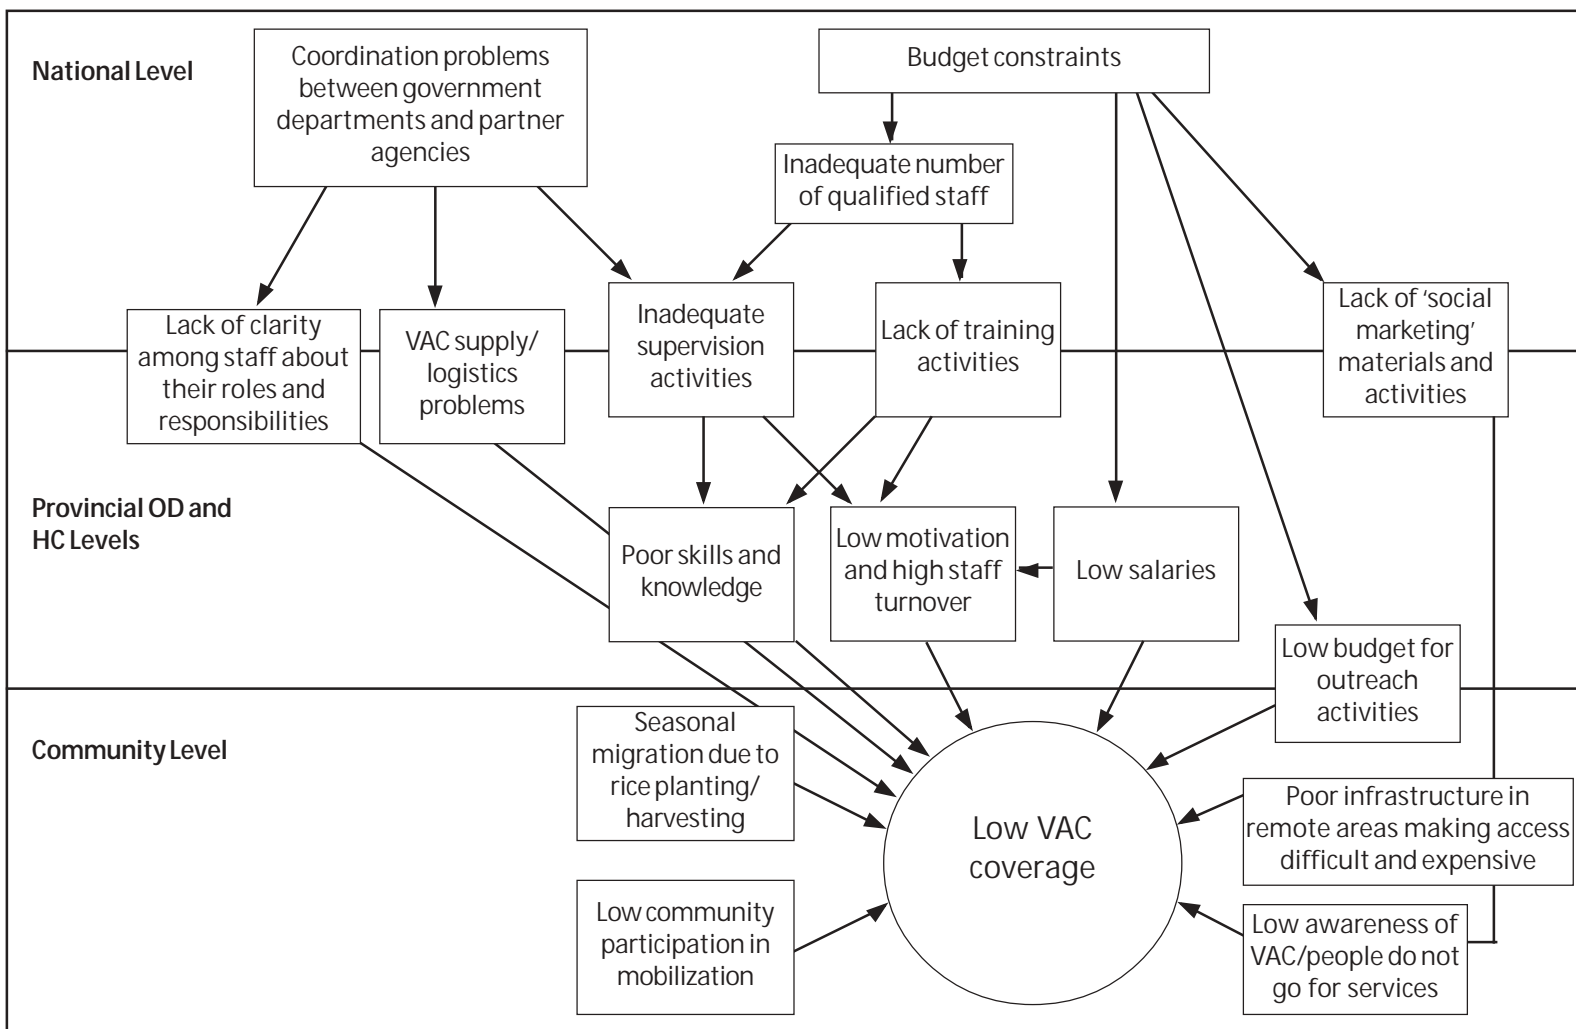 National Level
Coordination problems
between government
departments and partner
agencies
Budget constraints
Inadequate number
of qualified staff
Lack of clarity
among staff about
their roles and
responsibilities
VAC supply/
logistics
problems
Inadequate
supervision
activities
Lack of training
activities
Lack of ‘social
marketing’
materials and
activities
Provincial OD and
HC Levels
Poor skills and
knowledge
Low motivation
and high staff
turnover
Low salaries
Low budget for
outreach
activities
Community Level
Seasonal
migration due to
rice planting/
harvesting
Low VAC
coverage
Poor infrastructure in
remote areas making access
difficult and expensive
Low community
participation in
mobilization
Low awareness of
VAC/people do not
go for services